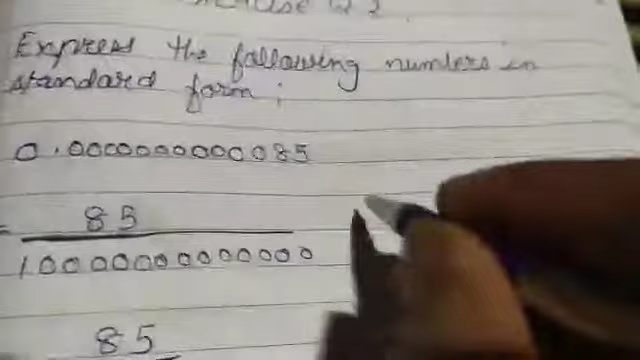 Express the following numbers in
standard form :
0.0000000000085
= 85
10000000000000
85